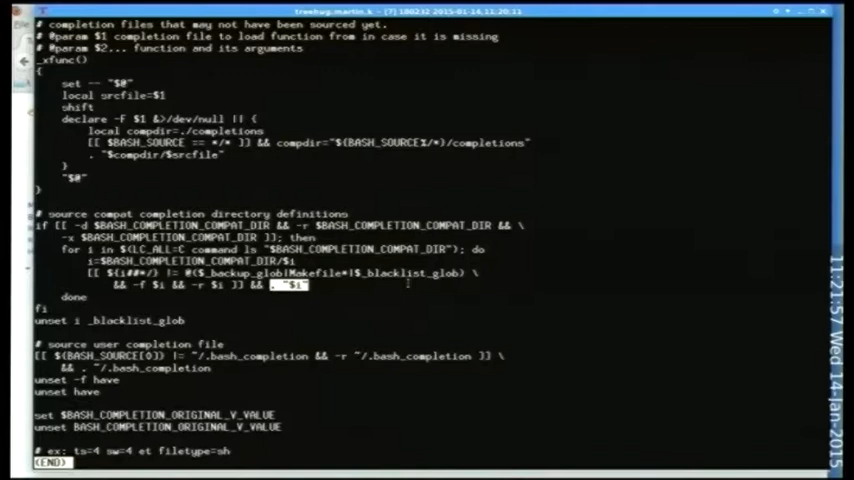 treebug.martin.k - (7) 180232 2015-01-14,11:20:11
# completion files that may not have been sourced yet.
# @param $1 completion file to load function from in case it is missing
# @param $2... function and its arguments
_xfunc()
{
set -- "$@"
local srcfile=$1
shift
declare -F $1 &>/dev/null || {
local compdir=./completions
[[ $BASH_SOURCE == */* ]] && compdir="${BASH_SOURCE%/*}/completions"
. "$compdir/$srcfile"
}
"$@"
}
# source compat completion directory definitions
if [[ -d $BASH_COMPLETION_COMPAT_DIR && -r $BASH_COMPLETION_COMPAT_DIR && \
-x $BASH_COMPLETION_COMPAT_DIR ]]; then
for i in $(LC_ALL=C command ls "$BASH_COMPLETION_COMPAT_DIR"); do
i=$BASH_COMPLETION_COMPAT_DIR/$i
[[ ${i##*/} != @($_backup_glob|Makefile*|$_blacklist_glob) \
&& -f $i && -r $i ]] && . "$i"
done
fi
unset i _blacklist_glob
# source user completion file
[[ ${BASH_SOURCE[0]} != ~/.bash_completion && -r ~/.bash_completion ]] \
&& . ~/.bash_completion
unset -f have
unset have
set $BASH_COMPLETION_ORIGINAL_V_VALUE
unset BASH_COMPLETION_ORIGINAL_V_VALUE
# ex: ts=4 sw=4 et filetype=sh
(END)
11:21:57 Wed 14-Jan-2015